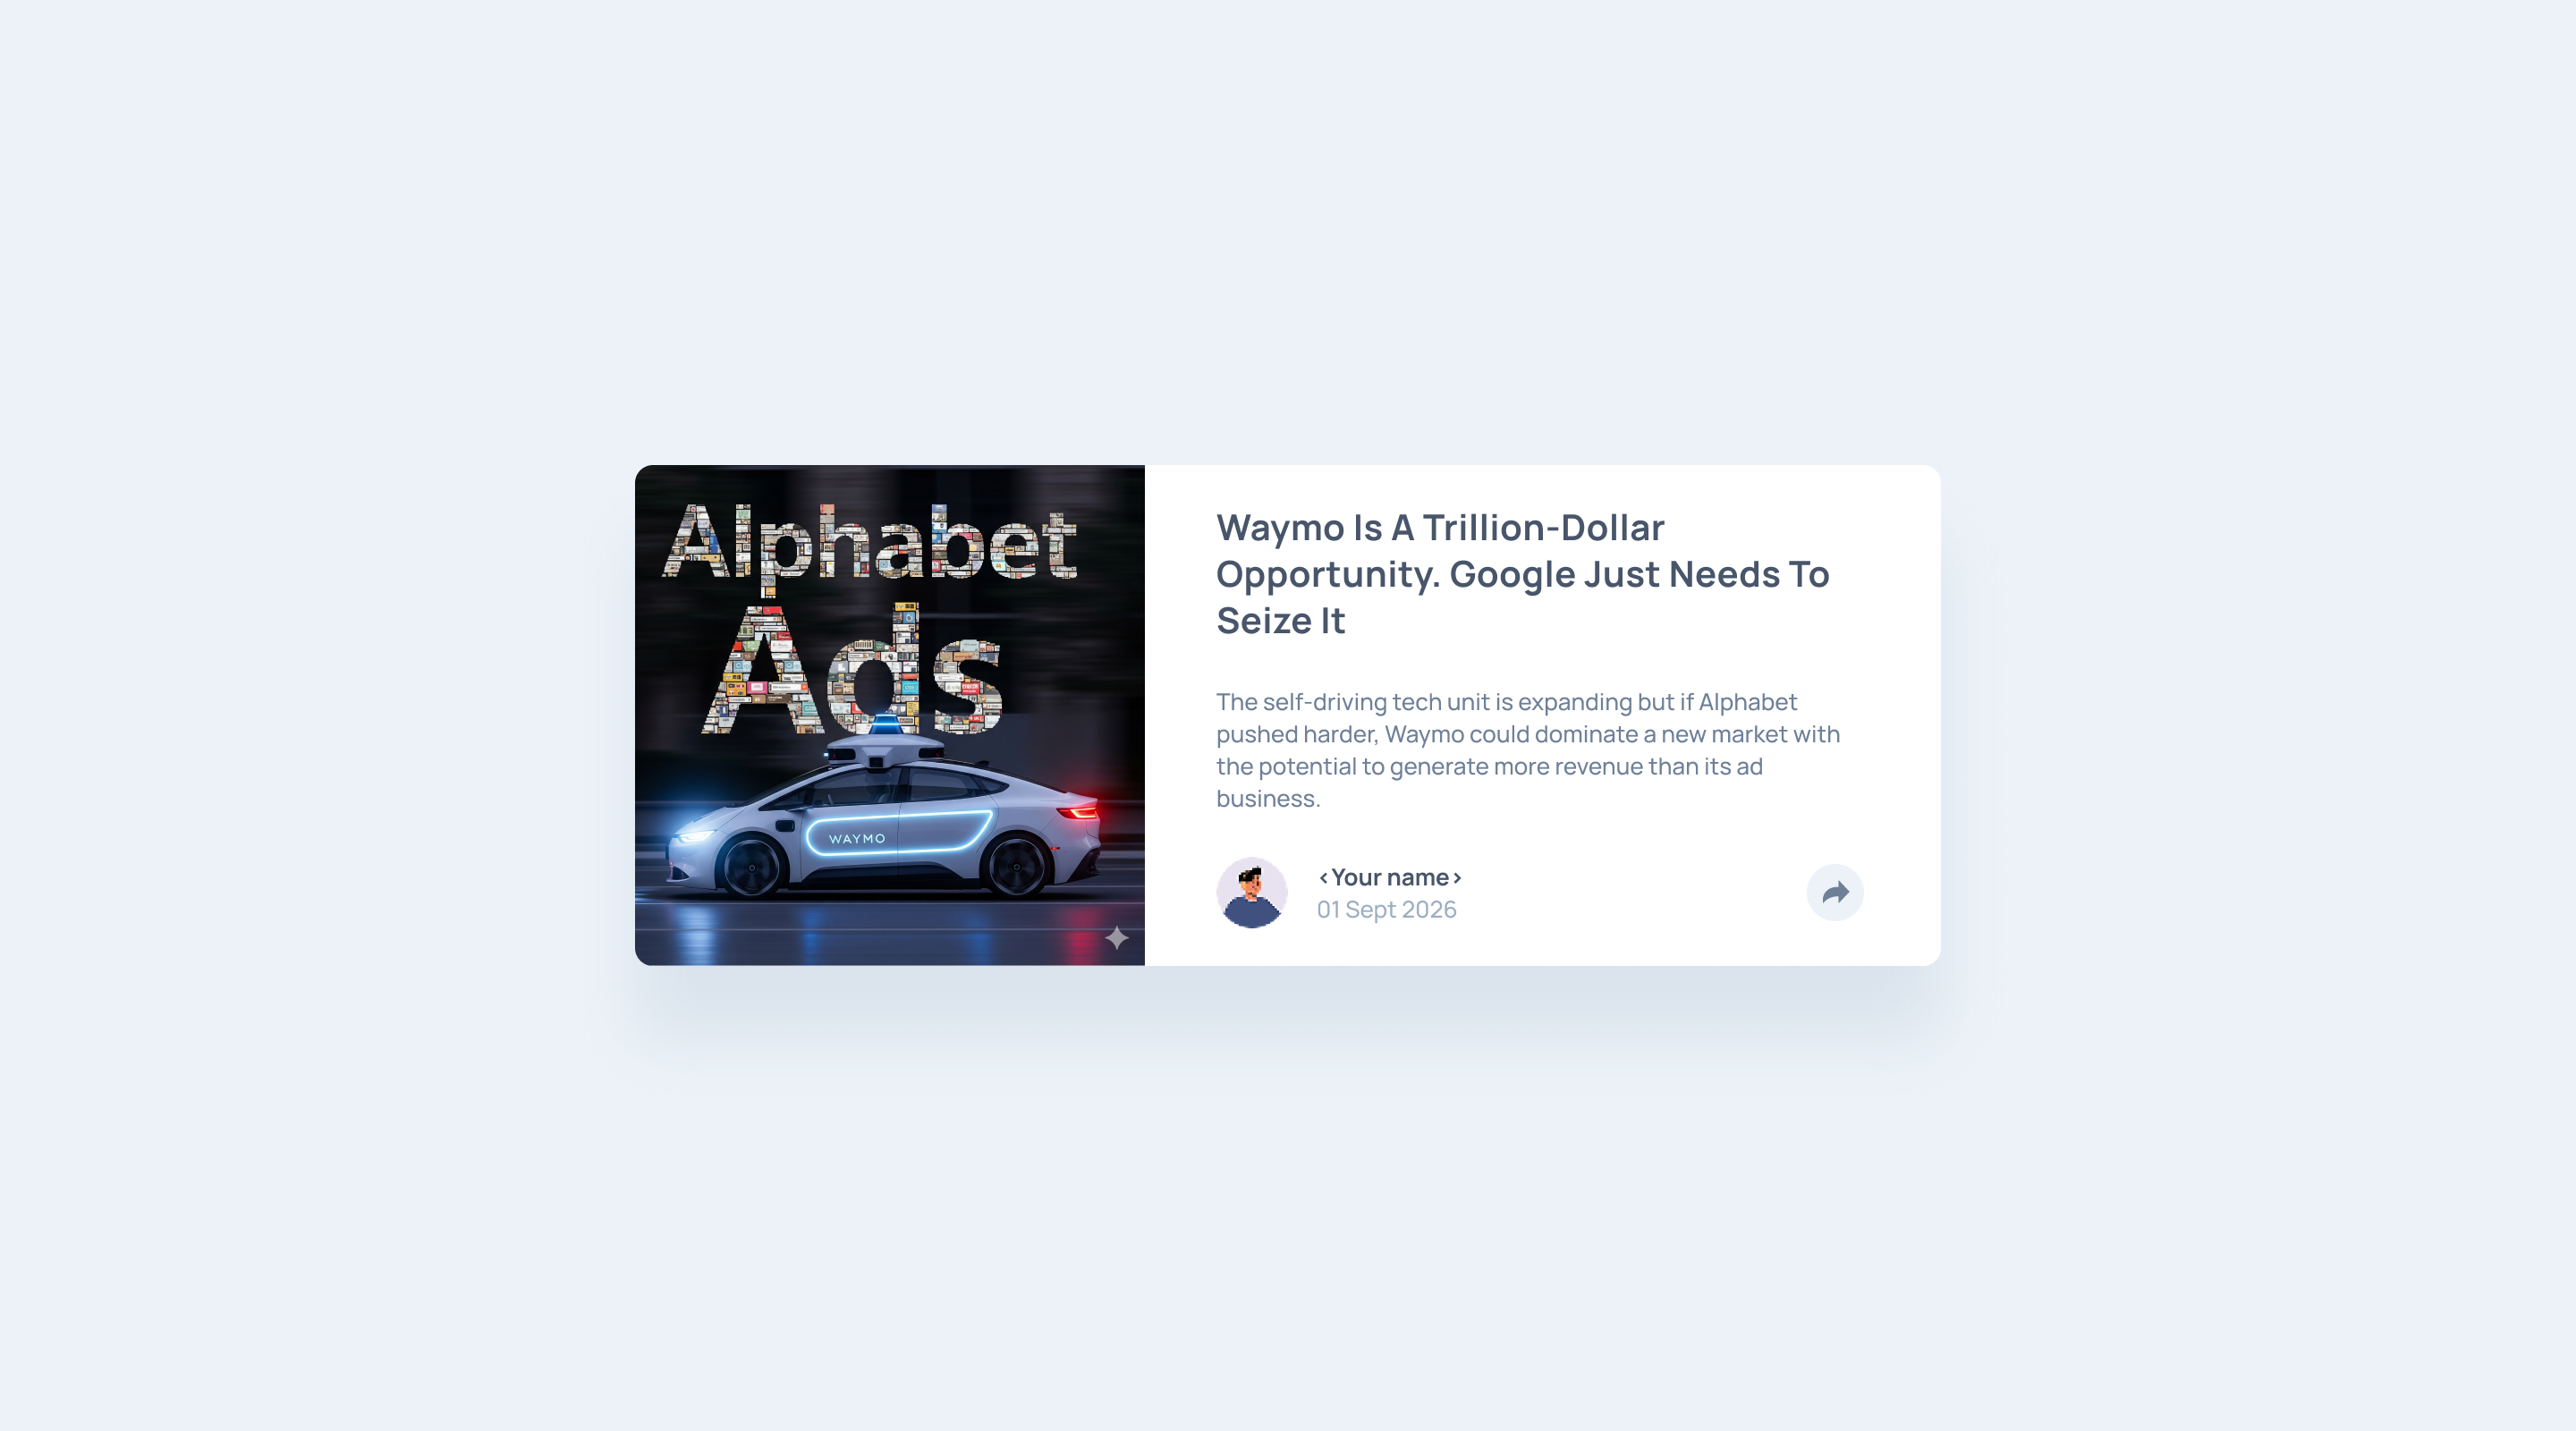 Alphabet
Ads
WAYMO
Waymo Is A Trillion-Dollar
Opportunity. Google Just Needs To
Seize It
The self-driving tech unit is expanding but if Alphabet
pushed harder, Waymo could dominate a new market with
the potential to generate more revenue than its ad
business.
<Your name>
01 Sept 2026